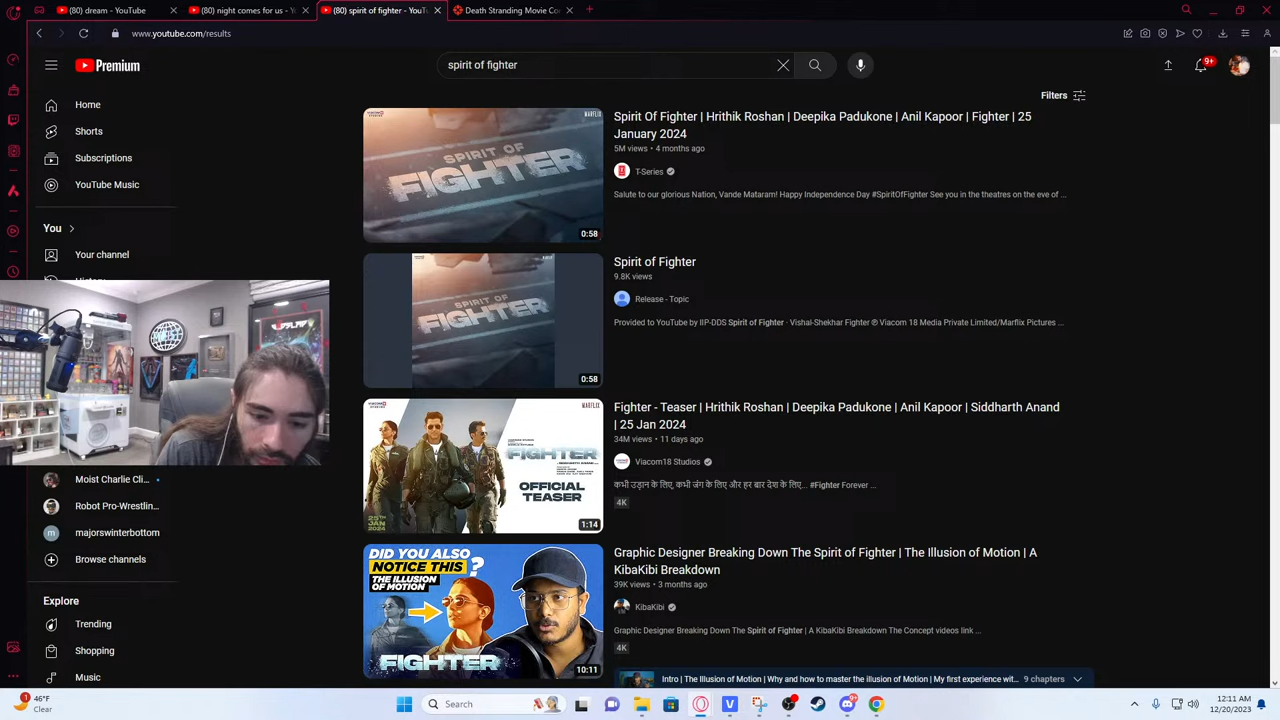 (80) dream - YouTube
(80) night comes for us - Y
(80) spirit of fighter - YouT
Death Stranding Movie Co
www.youtube.com/results
Premium
spirit of fighter
9+
Home
Shorts
Subscriptions
YouTube Music
You
Your channel
History
Moist Charlie Cli...
Robot Pro-Wrestlin...
m
majorswinterbottom
Browse channels
Explore
Trending
Shopping
Music
Filters
MARFLIX
SPIRIT OF
FIGHTER
0:58
Spirit Of Fighter | Hrithik Roshan | Deepika Padukone | Anil Kapoor | Fighter | 25
January 2024
5M views • 4 months ago
T-Series
Salute to our glorious Nation, Vande Mataram! Happy Independence Day #SpiritOfFighter See you in the theatres on the eve of ...
SPIRIT OF
FIGHTER
0:58
Spirit of Fighter
9.8K views
Release - Topic
Provided to YouTube by IIP-DDS Spirit of Fighter · Vishal-Shekhar Fighter ℗ Viacom 18 Media Private Limited/Marflix Pictures ...
MARFLIX
FIGHTER
OFFICIAL
TEASER
25TH
JAN
2024
1:14
Fighter - Teaser | Hrithik Roshan | Deepika Padukone | Anil Kapoor | Siddharth Anand
| 25 Jan 2024
34M views • 11 days ago
Viacom18 Studios
कभी उड़ान के लिए, कभी जंग के लिए और हर बार देश के लिए... #Fighter Forever ...
4K
DID YOU ALSO
NOTICE THIS ?
THE ILLUSION
OF MOTION
FIGHTER
10:11
Graphic Designer Breaking Down The Spirit of Fighter | The Illusion of Motion | A
KibaKibi Breakdown
39K views • 3 months ago
KibaKibi
Graphic Designer Breaking Down The Spirit of Fighter | A KibaKibi Breakdown The Concept videos link ...
4K
Intro | The Illusion of Motion | Why and how to master the illusion of Motion | My first experience wit...
9 chapters
1
46°F
Clear
Search
9+
12:11 AM
12/20/2023